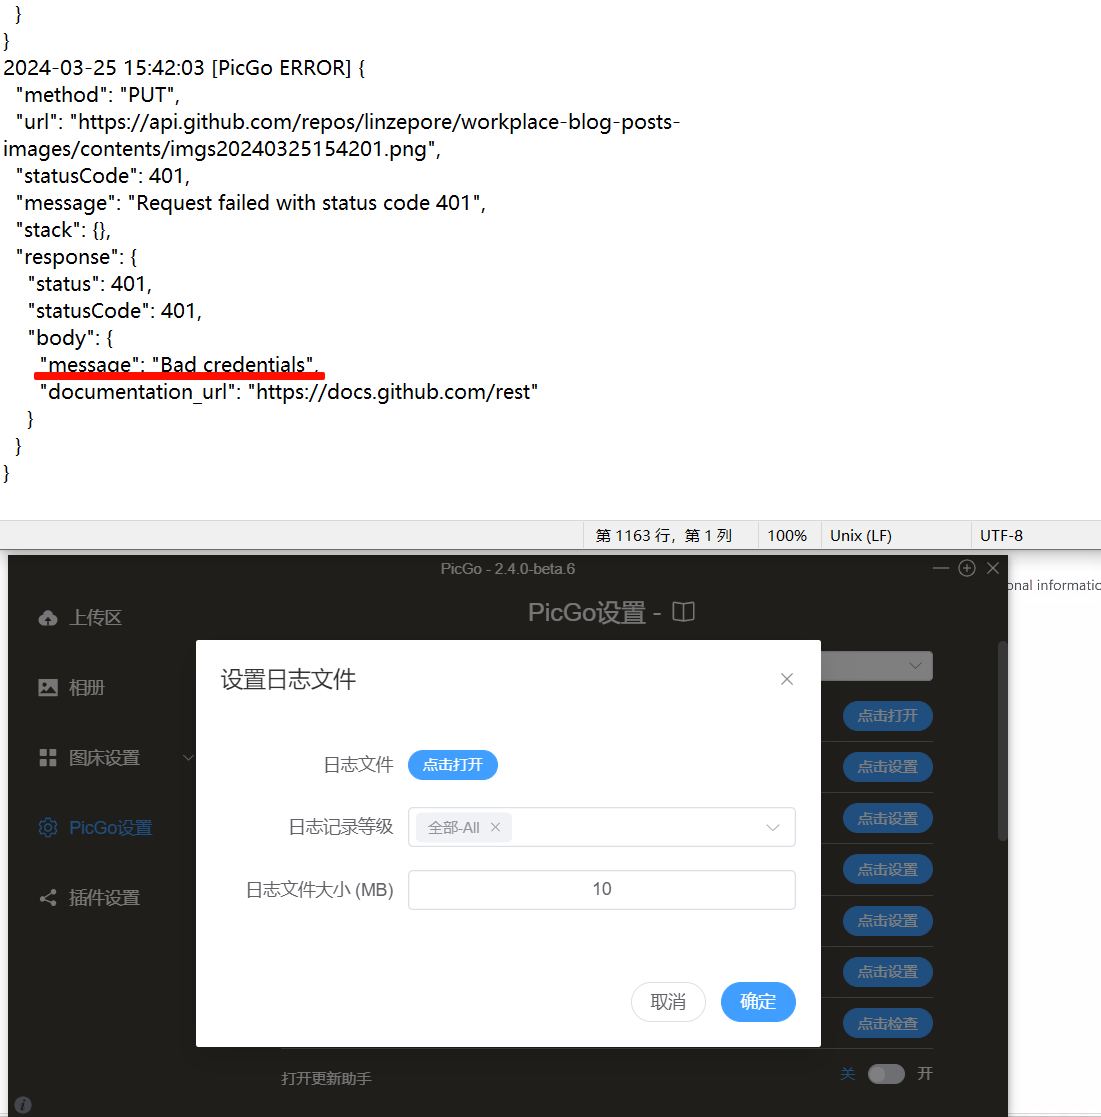 }
}
2024-03-25 15:42:03 [PicGo ERROR] {
"method": "PUT",
"url": "https://api.github.com/repos/linzepore/workplace-blog-posts-
images/contents/imgs20240325154201.png",
"statusCode": 401,
"message": "Request failed with status code 401",
"stack": {},
"response": {
"status": 401,
"statusCode": 401,
"body": {
"message": "Bad credentials",
"documentation_url": "https://docs.github.com/rest"
}
}
}
第 1163 行，第 1 列 100% Unix (LF) UTF-8
PicGo - 2.4.0-beta.6
onal informatio
上传区
PicGo设置 -
设置日志文件
相册
点击打开
图床设置
日志文件 点击打开
点击设置
PicGo设置
日志记录等级 全部-All
点击设置
点击设置
日志文件大小 (MB) 10
插件设置
点击设置
点击设置
取消 确定
点击检查
打开更新助手 关 开